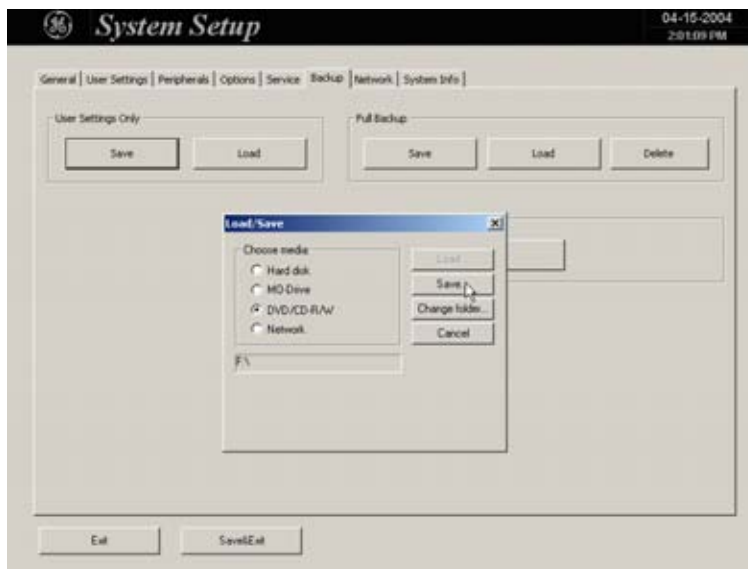 System Setup
04-15-2004
2:01:09 PM
General User Settings Peripherals Options Service Backup Network System Info
User Settings Only
Save Load
Full Backup
Save Load Delete
Load/Save
Choose media
Hard disk
MO-Drive
DVD/CD-R/W
Network
F:\
Load...
Save...
Change folder...
Cancel
Exit Save&Exit